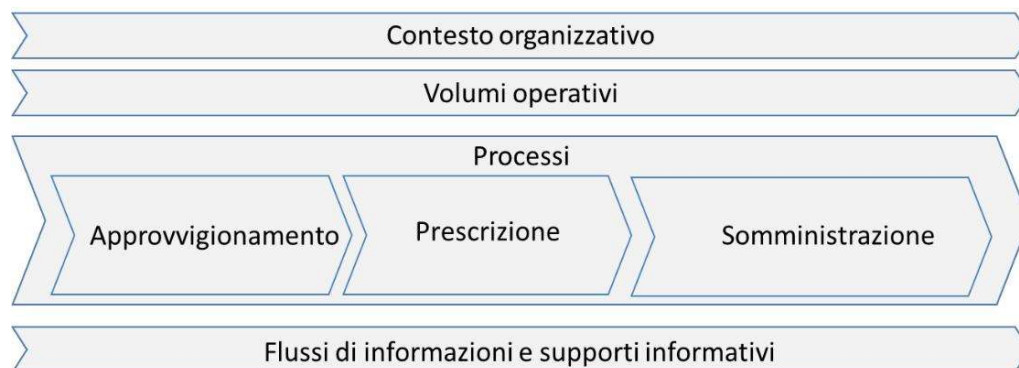 Contesto organizzativo
Volumi operativi
Processi
Approvvigionamento
Prescrizione
Somministrazione
Flussi di informazioni e supporti informativi